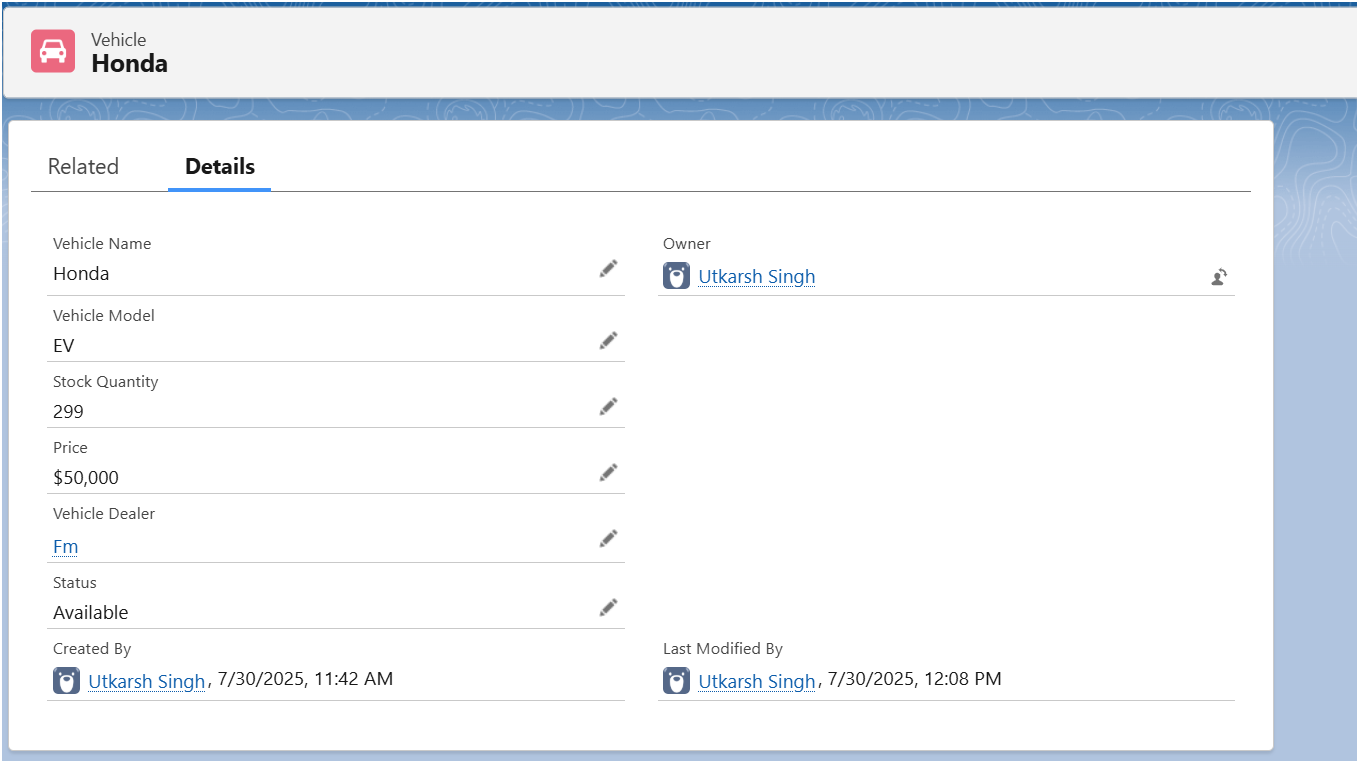 Vehicle
Honda
Related Details
Vehicle Name
Honda
Owner
Utkarsh Singh
Vehicle Model
EV
Stock Quantity
299
Price
$50,000
Vehicle Dealer
Fm
Status
Available
Created By
Utkarsh Singh, 7/30/2025, 11:42 AM
Last Modified By
Utkarsh Singh, 7/30/2025, 12:08 PM